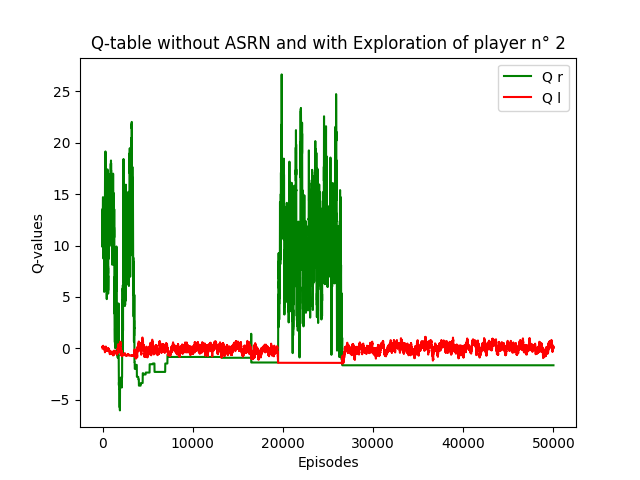 Q-table without ASRN and with Exploration of player n° 2
Q r
Q l
Q-values
25
20
15
10
5
0
−5
0
10000
20000
30000
40000
50000
Episodes